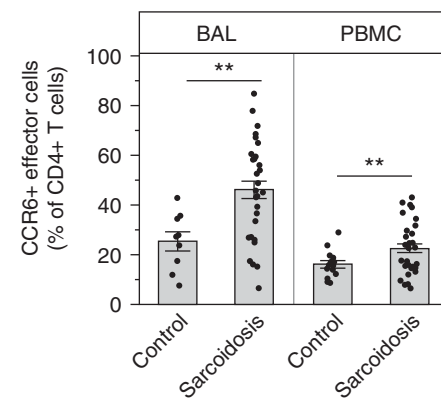 BAL
PBMC
CCR6+ effector cells
(% of CD4+ T cells)
100
80
60
40
20
0
**
**
Control
Sarcoidosis
Control
Sarcoidosis